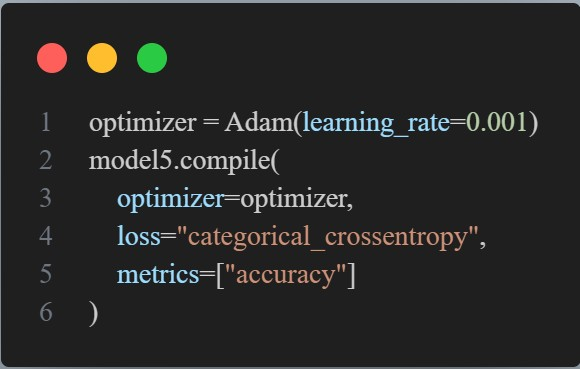 1 optimizer = Adam(learning_rate=0.001)
2 model5.compile(
3     optimizer=optimizer,
4     loss="categorical_crossentropy",
5     metrics=["accuracy"]
6 )